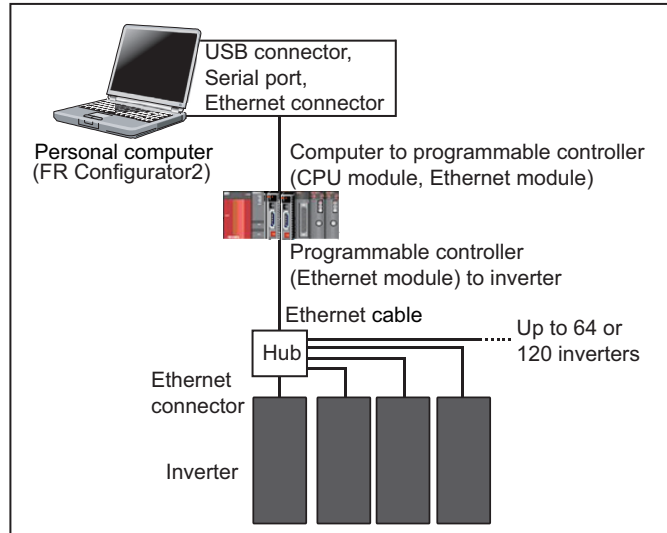 USB connector,
Serial port,
Ethernet connector
Personal computer
(FR Configurator2)
Computer to programmable controller
(CPU module, Ethernet module)
Programmable controller
(Ethernet module) to inverter
Ethernet cable
Hub
Up to 64 or
120 inverters
Ethernet
connector
Inverter